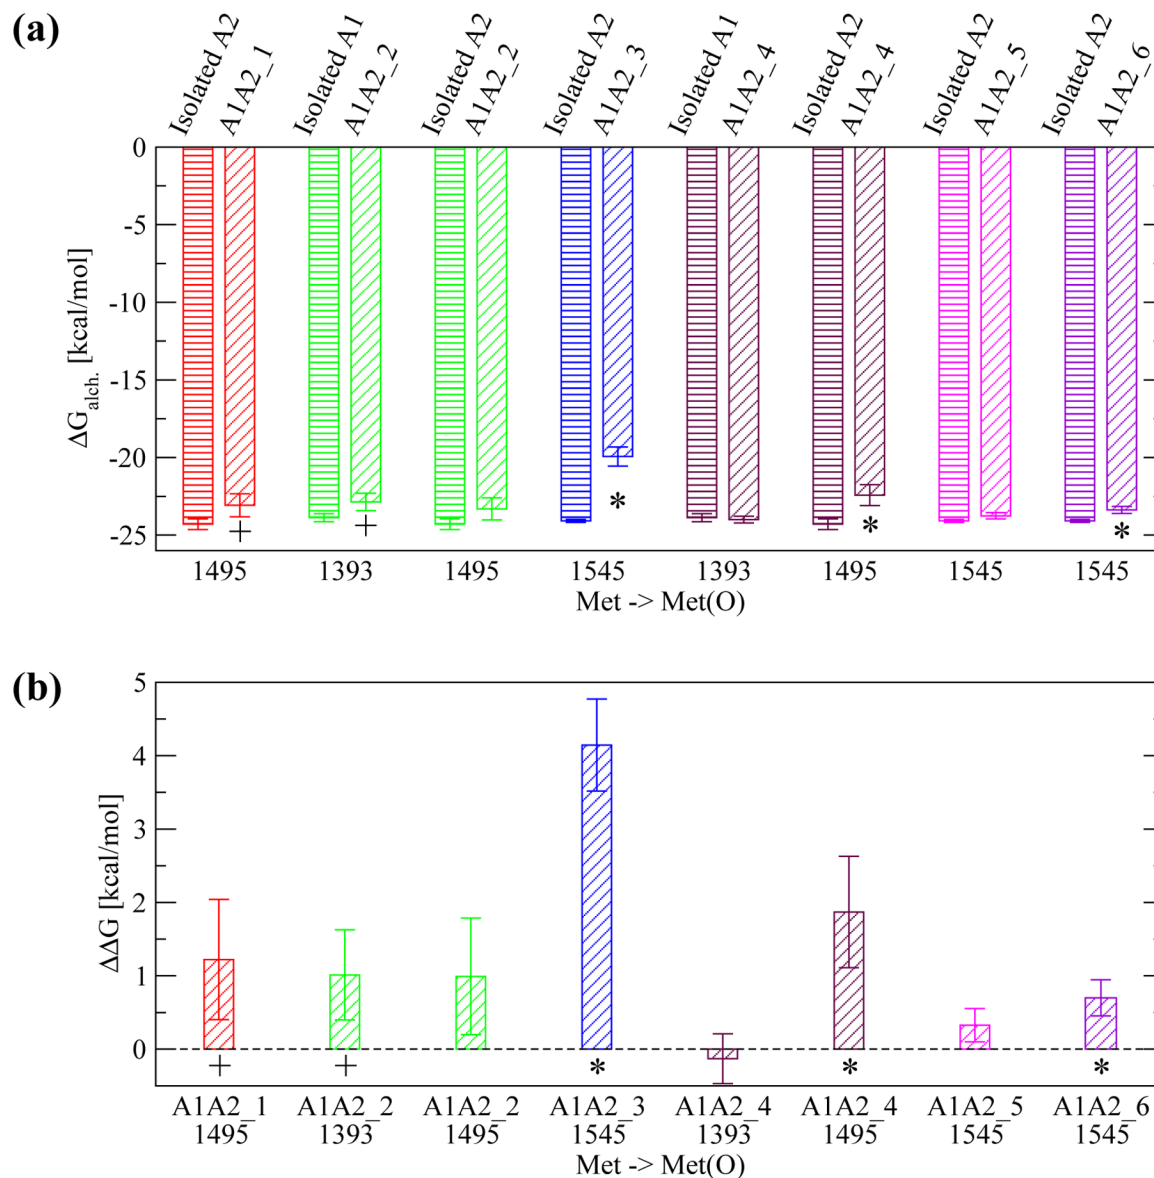 (a)
Isolated A2 A1A2_1 Isolated A1 A1A2_2 Isolated A2 A1A2_2 Isolated A2 A1A2_3 Isolated A1 A1A2_4 Isolated A2 A1A2_4 Isolated A2 A1A2_5 Isolated A2 A1A2_6
0
-5
-10
-15
-20
-25
ΔG alch. [kcal/mol]
+ + * * *
1495 1393 1495 1545 1393 1495 1545 1545
Met -> Met(O)
(b)
5
4
3
2
1
0
ΔΔG [kcal/mol]
+ + * * *
A1A2_1 A1A2_2 A1A2_2 A1A2_3 A1A2_4 A1A2_4 A1A2_5 A1A2_6
1495 1393 1495 1545 1393 1495 1545 1545
Met -> Met(O)